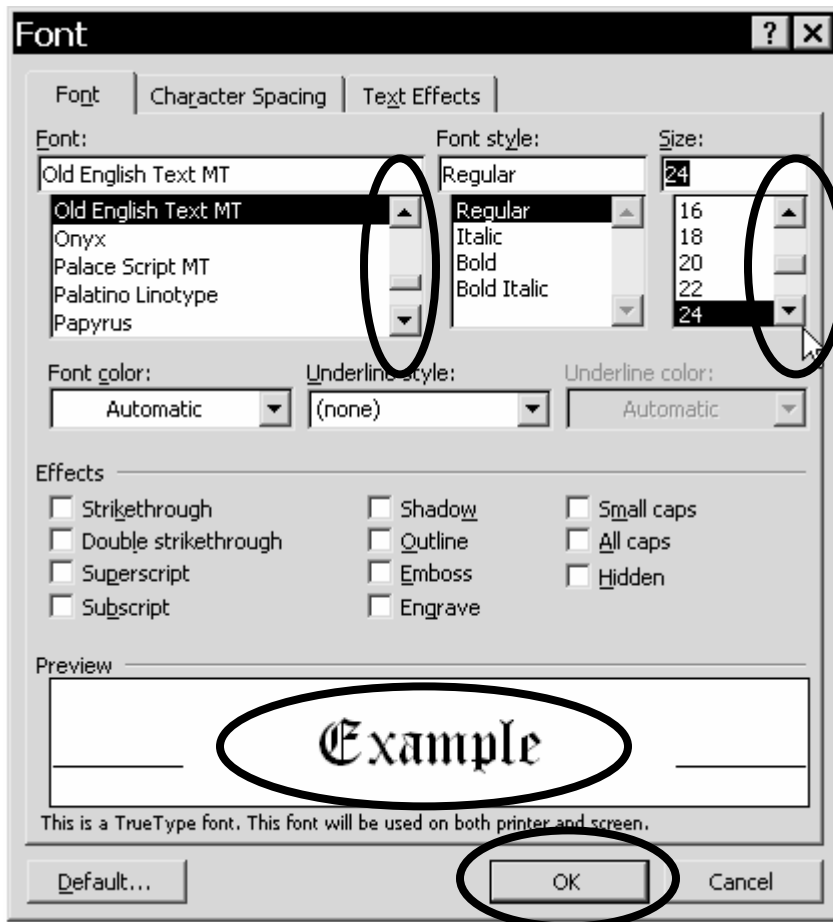 Font ?
Font Character Spacing Text Effects
Font: Font style: Size:
Old English Text MT Regular 24
Old English Text MT Regular 16
Onyx Italic 18
Palace Script MT Bold 20
Palatino Linotype Bold Italic 22
Papyrus 24
Font color: Underline style: Underline color:
Automatic (none) Automatic
Effects
Strikethrough Shadow Small caps
Double strikethrough Outline All caps
Superscript Emboss Hidden
Subscript Engrave
Preview
Example
This is a TrueType font. This font will be used on both printer and screen.
Default... OK Cancel